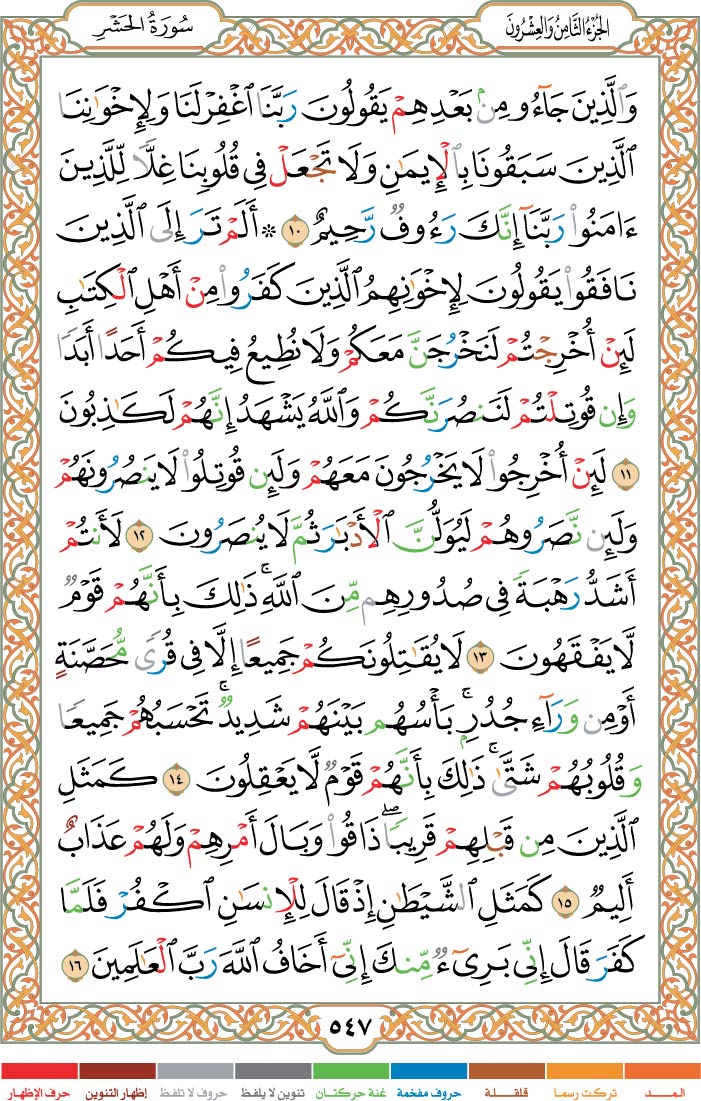 الجُزْءُ الثَّامِنُ وَالعِشْرُونَ
سُورَةُ الحَشْرِ
وَٱلَّذِينَ جَآءُو مِنۢ بَعْدِهِمْ يَقُولُونَ رَبَّنَا ٱغْفِرْ لَنَا وَلِإِخْوَٰنِنَا
ٱلَّذِينَ سَبَقُونَا بِٱلْإِيمَٰنِ وَلَا تَجْعَلْ فِى قُلُوبِنَا غِلًّا لِّلَّذِينَ
ءَامَنُوا۟ رَبَّنَآ إِنَّكَ رَءُوفٌ رَّحِيمٌ ١٠ ۞ أَلَمْ تَرَ إِلَى ٱلَّذِينَ
نَافَقُوا۟ يَقُولُونَ لِإِخْوَٰنِهِمُ ٱلَّذِينَ كَفَرُوا۟ مِنْ أَهْلِ ٱلْكِتَٰبِ
لَئِنْ أُخْرِجْتُمْ لَنَخْرُجَنَّ مَعَكُمْ وَلَا نُطِيعُ فِيكُمْ أَحَدًا أَبَدًا
وَإِن قُوتِلْتُمْ لَنَنصُرَنَّكُمْ وَٱللَّهُ يَشْهَدُ إِنَّهُمْ لَكَٰذِبُونَ
١١ لَئِنْ أُخْرِجُوا۟ لَا يَخْرُجُونَ مَعَهُمْ وَلَئِن قُوتِلُوا۟ لَا يَنصُرُونَهُمْ
وَلَئِن نَّصَرُوهُمْ لَيُوَلُّنَّ ٱلْأَدْبَٰرَ ثُمَّ لَا يُنصَرُونَ ١٢ لَأَنتُمْ
أَشَدُّ رَهْبَةً فِى صُدُورِهِم مِّنَ ٱللَّهِ ۚ ذَٰلِكَ بِأَنَّهُمْ قَوْمٌ
لَّا يَفْقَهُونَ ١٣ لَا يُقَٰتِلُونَكُمْ جَمِيعًا إِلَّا فِى قُرًى مُّحَصَّنَةٍ
أَوْ مِن وَرَآءِ جُدُرٍۭ ۚ بَأْسُهُم بَيْنَهُمْ شَدِيدٌ ۚ تَحْسَبُهُمْ جَمِيعًا
وَقُلُوبُهُمْ شَتَّىٰ ۚ ذَٰلِكَ بِأَنَّهُمْ قَوْمٌ لَّا يَعْقِلُونَ ١٤ كَمَثَلِ
ٱلَّذِينَ مِن قَبْلِهِمْ قَرِيبًا ۖ ذَاقُوا۟ وَبَالَ أَمْرِهِمْ وَلَهُمْ عَذَابٌ
أَلِيمٌ ١٥ كَمَثَلِ ٱلشَّيْطَٰنِ إِذْ قَالَ لِلْإِنسَٰنِ ٱكْفُرْ فَلَمَّا
كَفَرَ قَالَ إِنِّى بَرِىٓءٌ مِّنكَ إِنِّىٓ أَخَافُ ٱللَّهَ رَبَّ ٱلْعَٰلَمِينَ ١٦
٥٤٧
المــد تركت رسما قلقلة حروف مفخمة غنة حركتان تنوين لا يلفظ حروف لا تلفظ إظهار التنوين حرف الإظهار